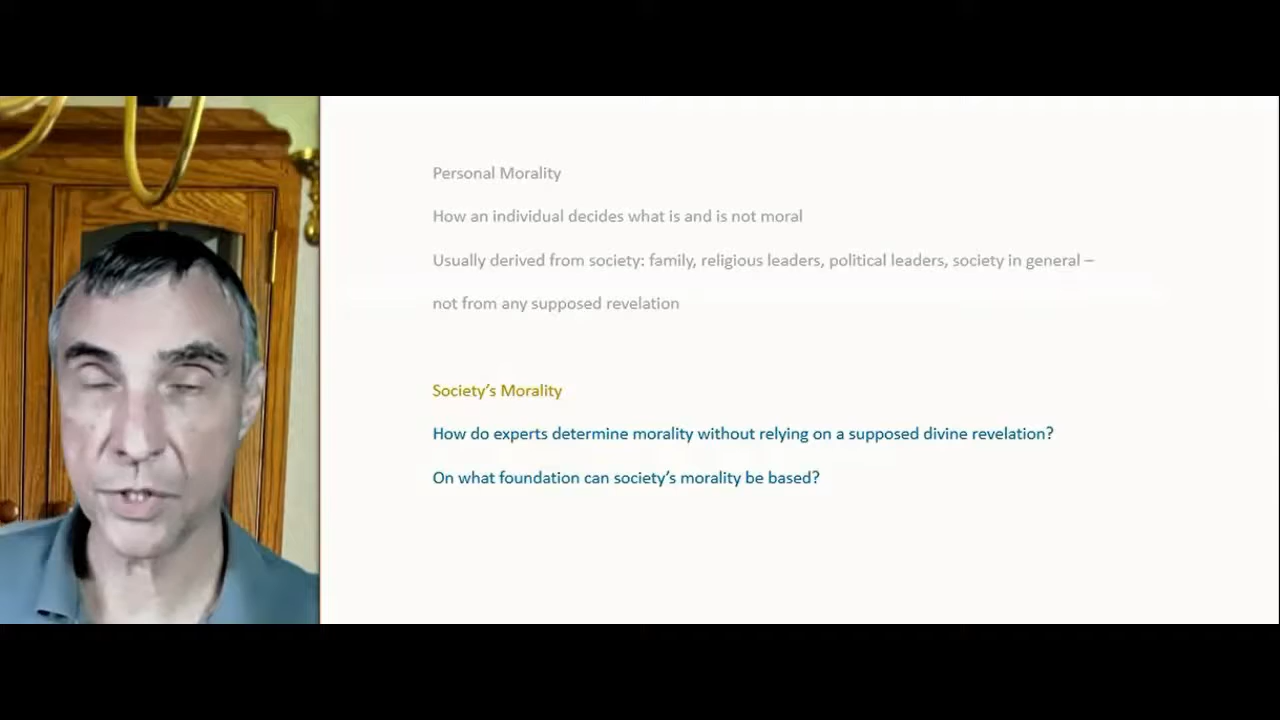 Personal Morality
How an individual decides what is and is not moral
Usually derived from society: family, religious leaders, political leaders, society in general –
not from any supposed revelation
Society’s Morality
How do experts determine morality without relying on a supposed divine revelation?
On what foundation can society’s morality be based?